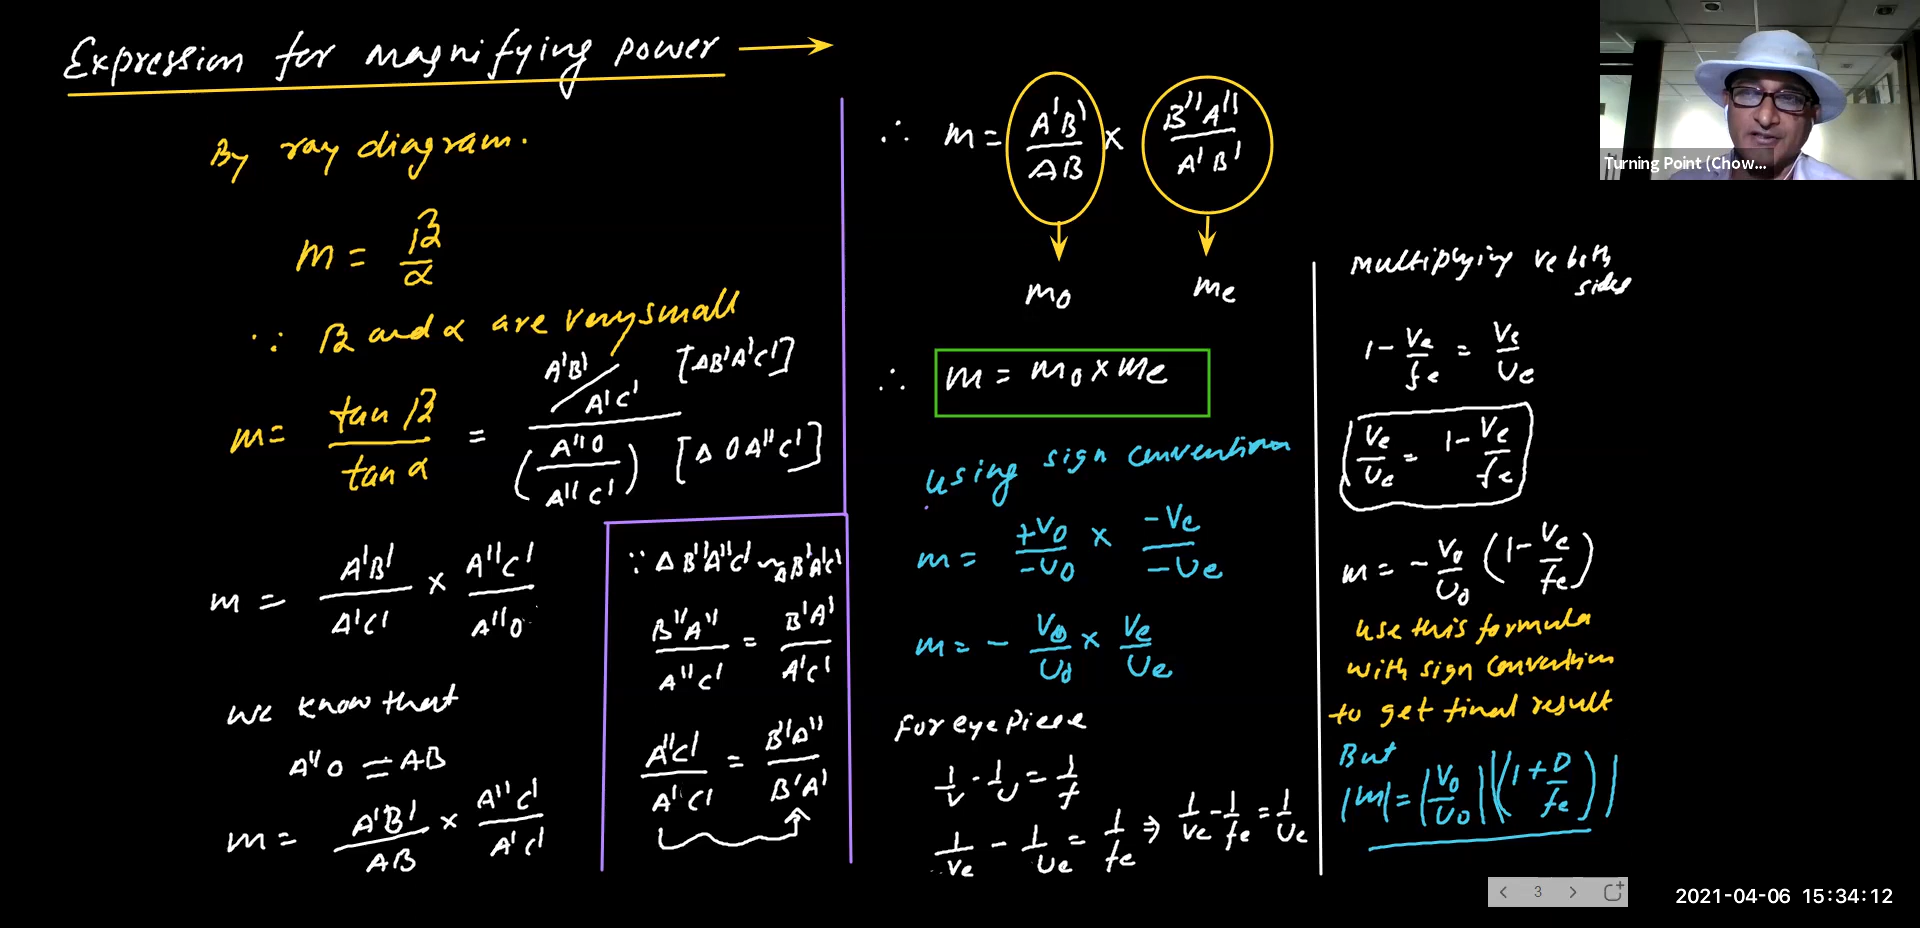 Expression for magnifying power →
By ray diagram.
m = β/α
∵ β and α are very small
m = tan β / tan α = (A'B' / A'C') / (A''O / A''C') [ΔB'A'C'] [Δ OA''C']
m = A'B'/A'C' × A''C'/A''O
We know that
A''O = AB
m = A'B'/AB × A''C'/A'C'
∵ Δ B''A''C' ~ ΔB'A'C'
B''A''/A''C' = B'A'/A'C'
A''C'/A'C' = B''A''/B'A'
∴ m = A'B'/AB × B''A''/A'B'
mo me
∴ m = mo × me
using sign convention
m = +Vo/-Uo × -Ve/-Ue
m = - Vo/Uo × Ve/Ue
For eye piece
1/v - 1/u = 1/f
1/Ve - 1/Ue = 1/fe ⇒ 1/Ve - 1/fe = 1/Ue
Multiplying ve both
sides
1 - Ve/fe = Ve/Ue
Ve/Ue = 1 - Ve/fe
m = - Vo/Uo (1 - Ve/fe)
use this formula
with sign convention
to get final result
But
|m| = |Vo/Uo| |(1 + D/fe)|
Turning Point (Chow...
3
2021-04-06 15:34:12